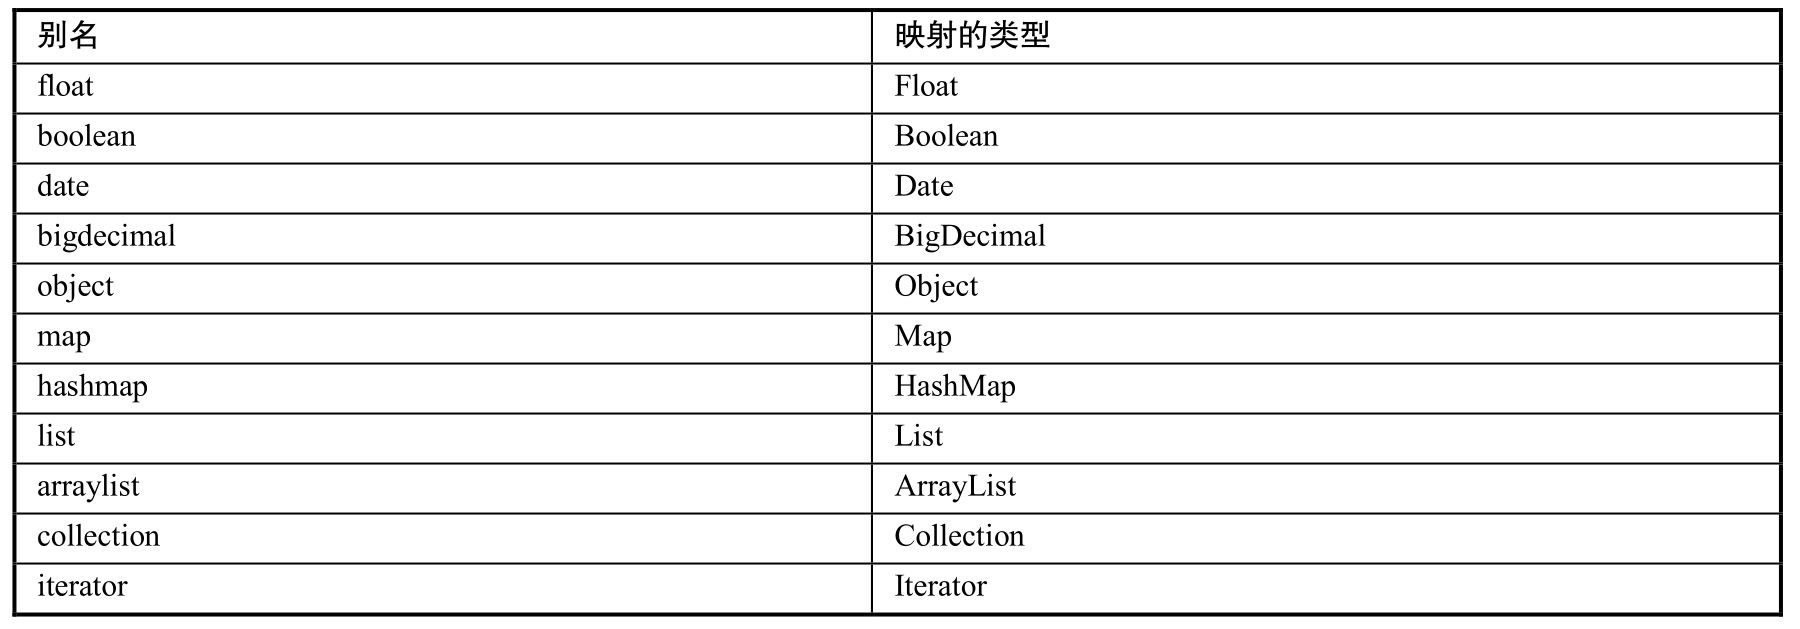 别名 映射的类型
float Float
boolean Boolean
date Date
bigdecimal BigDecimal
object Object
map Map
hashmap HashMap
list List
arraylist ArrayList
collection Collection
iterator Iterator